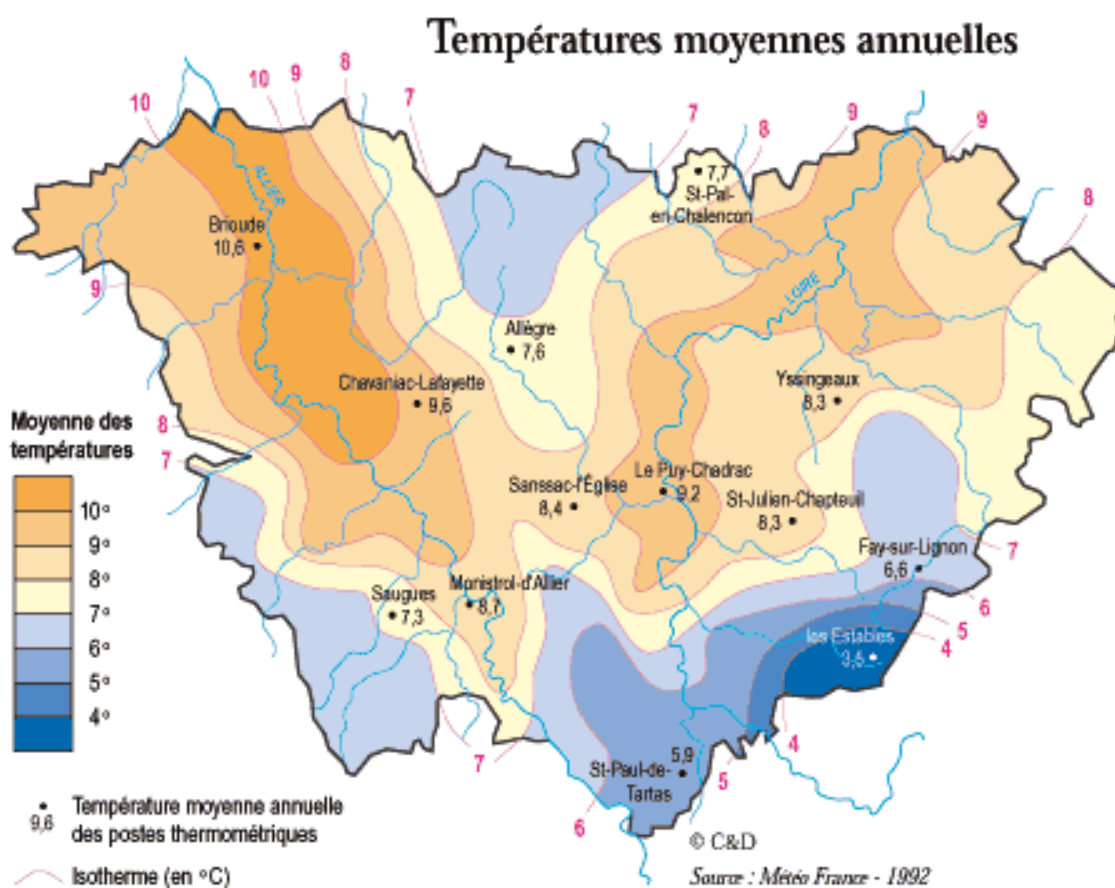 Températures moyennes annuelles
10
10
9
8
7
7
8
9
9
8
ALLIER
7,7
St-Pal-
en-Chalencon
Brioude
10,6
9
LOIRE
Allègre
7,6
Chavaniac-Lafayette
9,6
Yssingeaux
8,3
Moyenne des
températures
8
7
10°
9°
8°
7°
6°
5°
4°
Sanssac-l'Église
8,4
Le Puy-Chadrac
9,2
St-Julien-Chapteuil
8,3
Fay-sur-Lignon
6,6
7
6
5
4
Saugues
7,3
Monistrol-d'Allier
8,7
les Estables
3,5
7
7
4
5
6
5,9
St-Paul-de-
Tartas
9,6
Température moyenne annuelle
des postes thermométriques
Isotherme (en °C)
© C&D
Source : Météo France - 1992